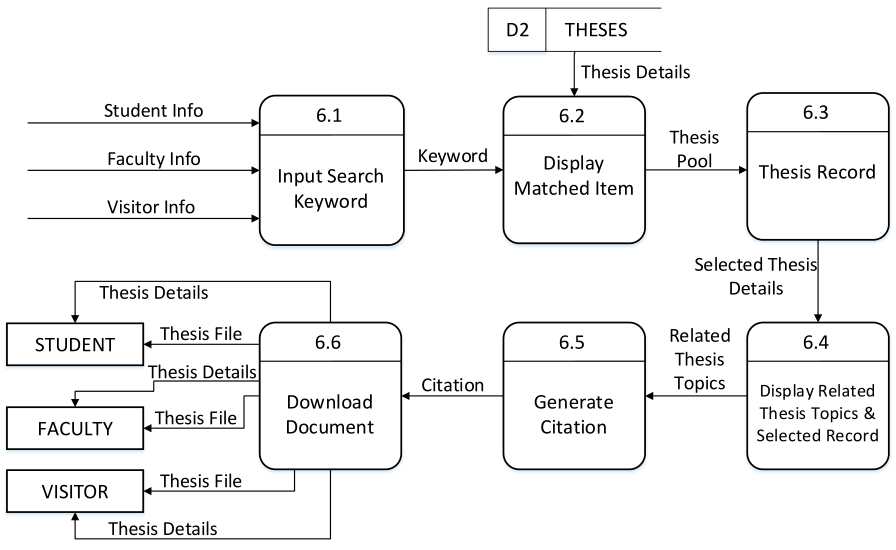 D2 THESES
Thesis Details
Student Info
Faculty Info
Visitor Info
6.1
Input Search
Keyword
Keyword
6.2
Display
Matched Item
Thesis
Pool
6.3
Thesis Record
Selected Thesis
Details
6.4
Display Related
Thesis Topics &
Selected Record
Related
Thesis
Topics
6.5
Generate
Citation
Citation
6.6
Download
Document
Thesis Details
Thesis File
STUDENT
Thesis Details
Thesis File
FACULTY
Thesis File
VISITOR
Thesis Details